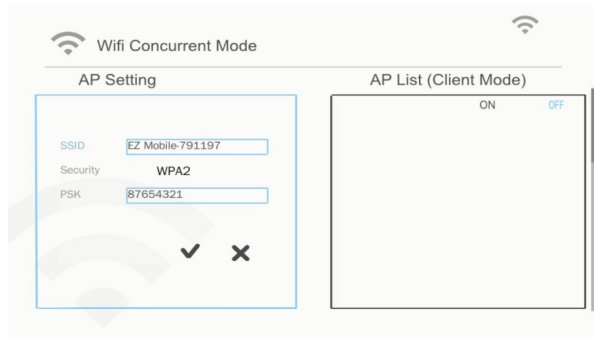 Wifi Concurrent Mode
AP Setting
AP List (Client Mode)
ON OFF
SSID EZ Mobile-791197
Security WPA2
PSK 87654321